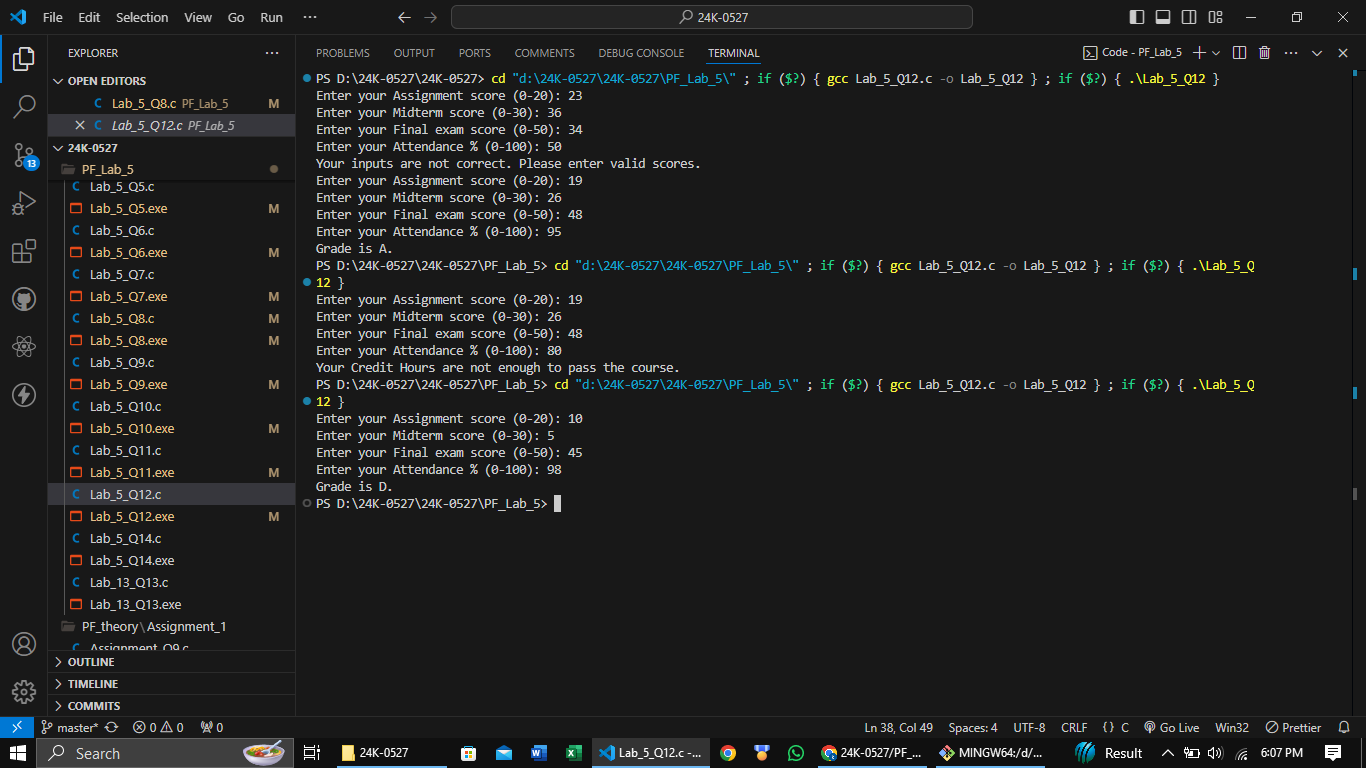 File Edit Selection View Go Run ··· 24K-0527
EXPLORER ···
OPEN EDITORS
Lab_5_Q8.c PF_Lab_5 M
Lab_5_Q12.c PF_Lab_5
24K-0527
PF_Lab_5
Lab_5_Q5.c
Lab_5_Q5.exe M
Lab_5_Q6.c
Lab_5_Q6.exe M
Lab_5_Q7.c
Lab_5_Q7.exe M
Lab_5_Q8.c M
Lab_5_Q8.exe M
Lab_5_Q9.c
Lab_5_Q9.exe M
Lab_5_Q10.c
Lab_5_Q10.exe M
Lab_5_Q11.c
Lab_5_Q11.exe M
Lab_5_Q12.c
Lab_5_Q12.exe M
Lab_5_Q14.c
Lab_5_Q14.exe
Lab_13_Q13.c
Lab_13_Q13.exe
PF_theory\Assignment_1
Assignment_Q9.c
OUTLINE
TIMELINE
COMMITS
13
PROBLEMS OUTPUT PORTS COMMENTS DEBUG CONSOLE TERMINAL Code - PF_Lab_5
PS D:\24K-0527\24K-0527> cd "d:\24K-0527\24K-0527\PF_Lab_5\" ; if ($?) { gcc Lab_5_Q12.c -o Lab_5_Q12 } ; if ($?) { .\Lab_5_Q12 }
Enter your Assignment score (0-20): 23
Enter your Midterm score (0-30): 36
Enter your Final exam score (0-50): 34
Enter your Attendance % (0-100): 50
Your inputs are not correct. Please enter valid scores.
Enter your Assignment score (0-20): 19
Enter your Midterm score (0-30): 26
Enter your Final exam score (0-50): 48
Enter your Attendance % (0-100): 95
Grade is A.
PS D:\24K-0527\24K-0527\PF_Lab_5> cd "d:\24K-0527\24K-0527\PF_Lab_5\" ; if ($?) { gcc Lab_5_Q12.c -o Lab_5_Q12 } ; if ($?) { .\Lab_5_Q
12 }
Enter your Assignment score (0-20): 19
Enter your Midterm score (0-30): 26
Enter your Final exam score (0-50): 48
Enter your Attendance % (0-100): 80
Your Credit Hours are not enough to pass the course.
PS D:\24K-0527\24K-0527\PF_Lab_5> cd "d:\24K-0527\24K-0527\PF_Lab_5\" ; if ($?) { gcc Lab_5_Q12.c -o Lab_5_Q12 } ; if ($?) { .\Lab_5_Q
12 }
Enter your Assignment score (0-20): 10
Enter your Midterm score (0-30): 5
Enter your Final exam score (0-50): 45
Enter your Attendance % (0-100): 98
Grade is D.
PS D:\24K-0527\24K-0527\PF_Lab_5>
master* 0 0 0 Ln 38, Col 49 Spaces: 4 UTF-8 CRLF {} C Go Live Win32 Prettier
Search 24K-0527 Lab_5_Q12.c -... 24K-0527/PF_... MINGW64:/d/... Result 6:07 PM